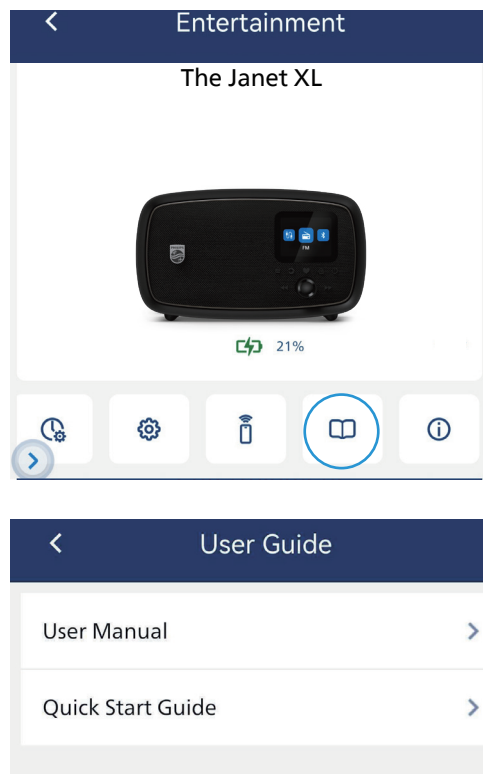 Entertainment
The Janet XL
FM
21%
User Guide
User Manual
Quick Start Guide